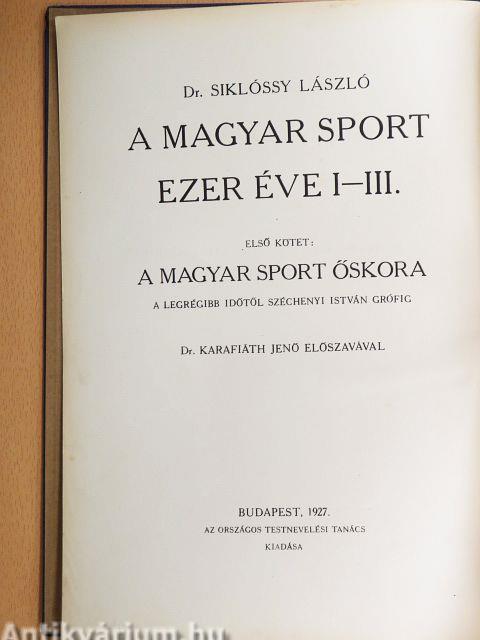 Dr. SIKLÓSSY LÁSZLÓ
A MAGYAR SPORT
EZER ÉVE I—III.
ELSŐ KÖTET:
A MAGYAR SPORT ŐSKORA
A LEGRÉGIBB IDŐTŐL SZÉCHENYI ISTVÁN GRÓFIG
Dr. KARAFIÁTH JENŐ ELŐSZAVÁVAL
BUDAPEST, 1927.
AZ ORSZÁGOS TESTNEVELÉSI TANÁCS
KIADÁSA
Antikvárium.hu